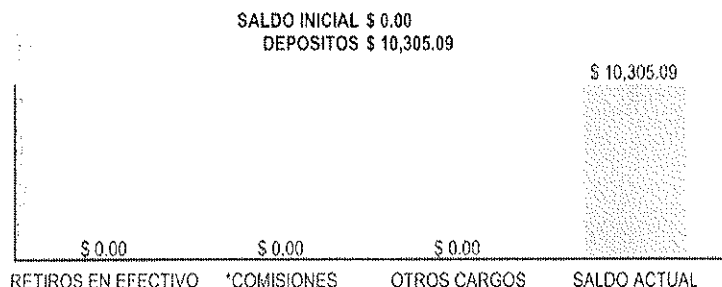 SALDO INICIAL $ 0.00
DEPOSITOS $ 10,305.09
$ 10,305.09
$ 0.00 $ 0.00 $ 0.00
RETIROS EN EFECTIVO *COMISIONES OTROS CARGOS SALDO ACTUAL